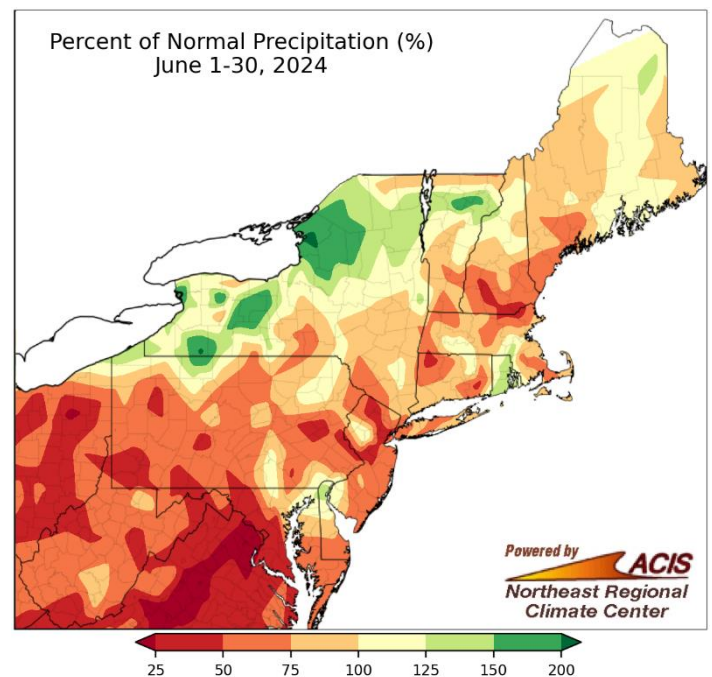 Percent of Normal Precipitation (%)
June 1-30, 2024
Powered by
ACIS
Northeast Regional
Climate Center
25 50 75 100 125 150 200